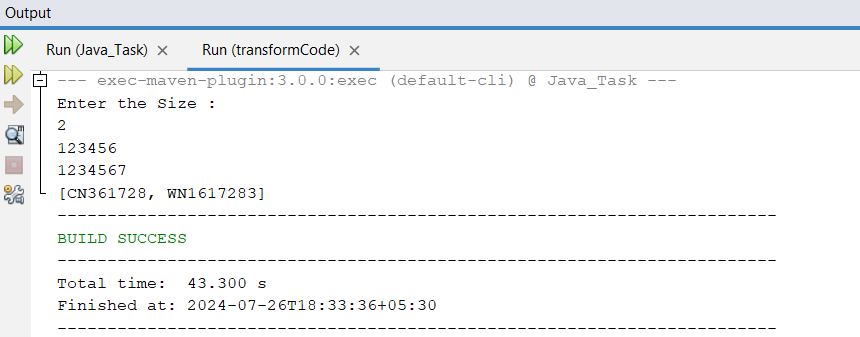 Output
Run (Java_Task) × Run (transformCode) ×
--- exec-maven-plugin:3.0.0:exec (default-cli) @ Java_Task ---
Enter the Size :
2
123456
1234567
[CN361728, WN1617283]
------------------------------------------------------------------------
BUILD SUCCESS
------------------------------------------------------------------------
Total time:  43.300 s
Finished at: 2024-07-26T18:33:36+05:30
------------------------------------------------------------------------